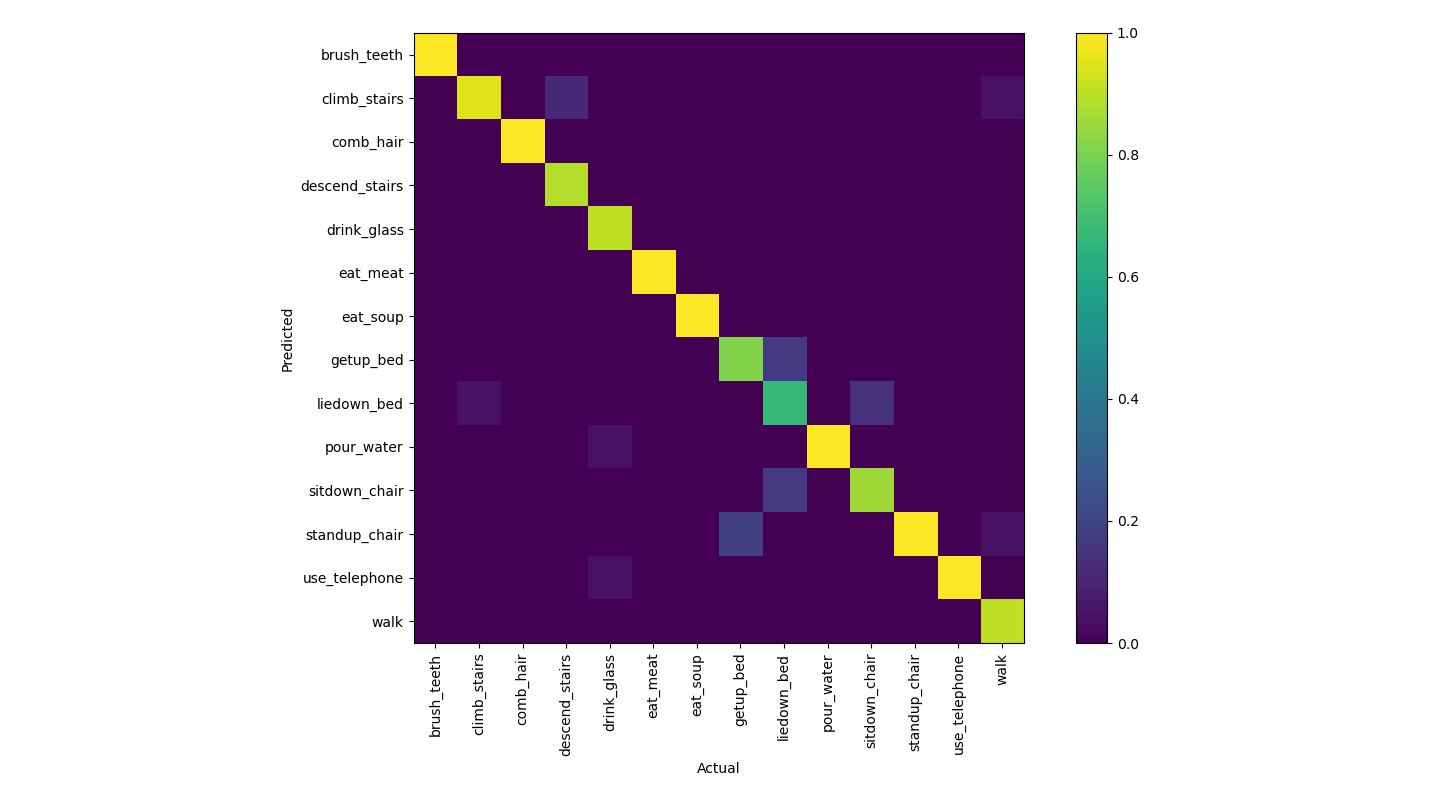 brush_teeth
climb_stairs
comb_hair
descend_stairs
drink_glass
eat_meat
eat_soup
getup_bed
liedown_bed
pour_water
sitdown_chair
standup_chair
use_telephone
walk
Predicted
brush_teeth
climb_stairs
comb_hair
descend_stairs
drink_glass
eat_meat
eat_soup
getup_bed
liedown_bed
pour_water
sitdown_chair
standup_chair
use_telephone
walk
Actual
1.0
0.8
0.6
0.4
0.2
0.0